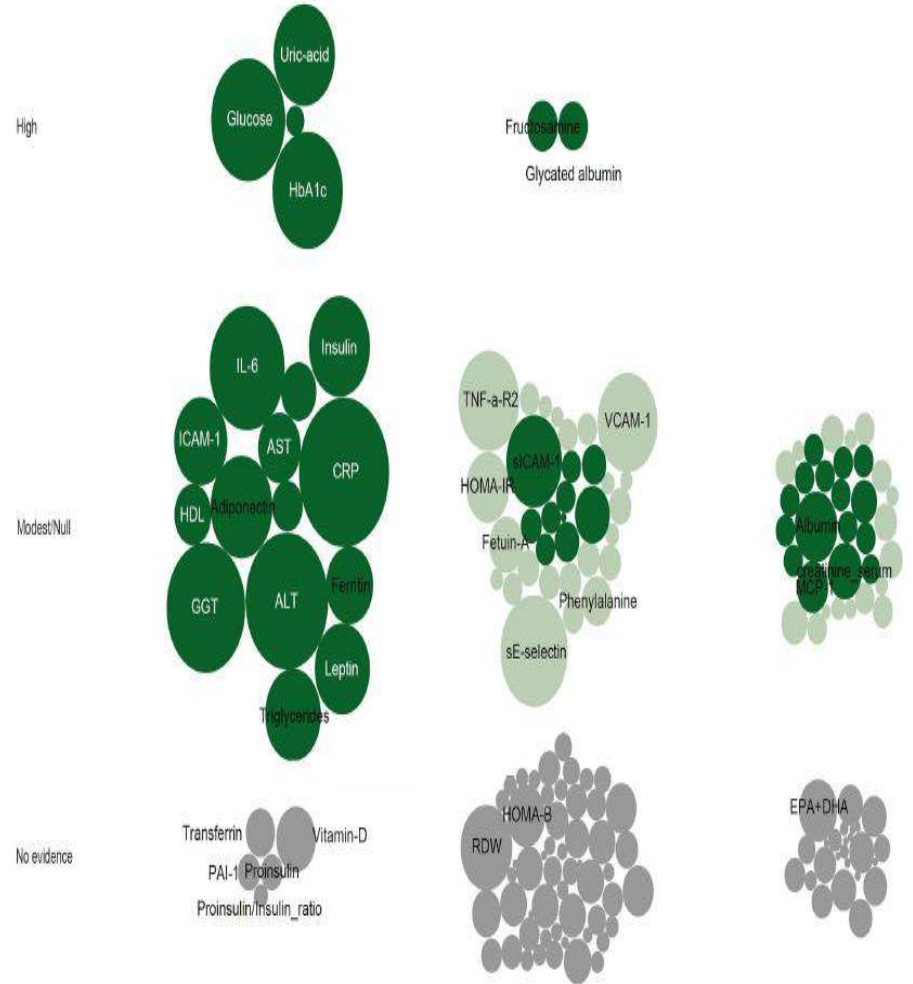 High
Uric-acid
Glucose
HbA1c
Fructosamine
Glycated albumin
Modest/Null
IL-6
Insulin
ICAM-1
AST
CRP
HDL
Adiponectin
GGT
ALT
Ferritin
Leptin
Triglycerides
TNF-a-R2
VCAM-1
sICAM-1
HOMA-IR
Fetuin-A
Phenylalanine
sE-selectin
Albumin
creatinine_serum
MCP-1
No evidence
Transferrin
Vitamin-D
PAI-1
Proinsulin
Proinsulin/Insulin_ratio
HOMA-B
RDW
EPA+DHA